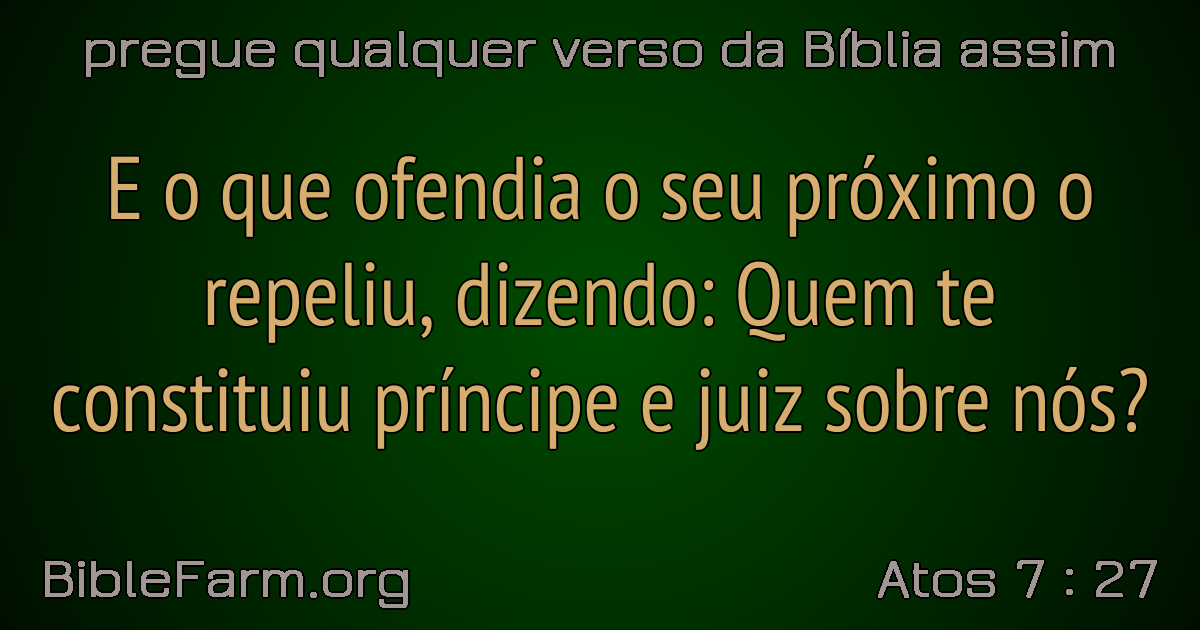 pregue qualquer verso da Bíblia assim
E o que ofendia o seu próximo o
repeliu, dizendo: Quem te
constituiu príncipe e juiz sobre nós?
BibleFarm.org
Atos 7 : 27